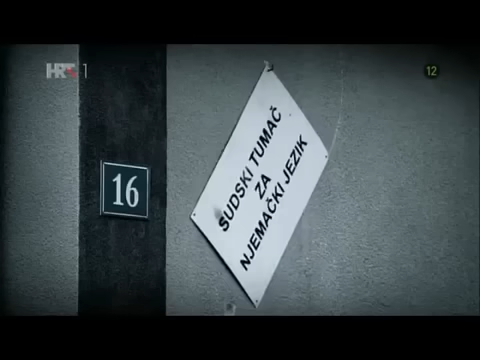 HRT 1
12
16
SUDSKI TUMAČ
ZA
NJEMAČKI JEZIK